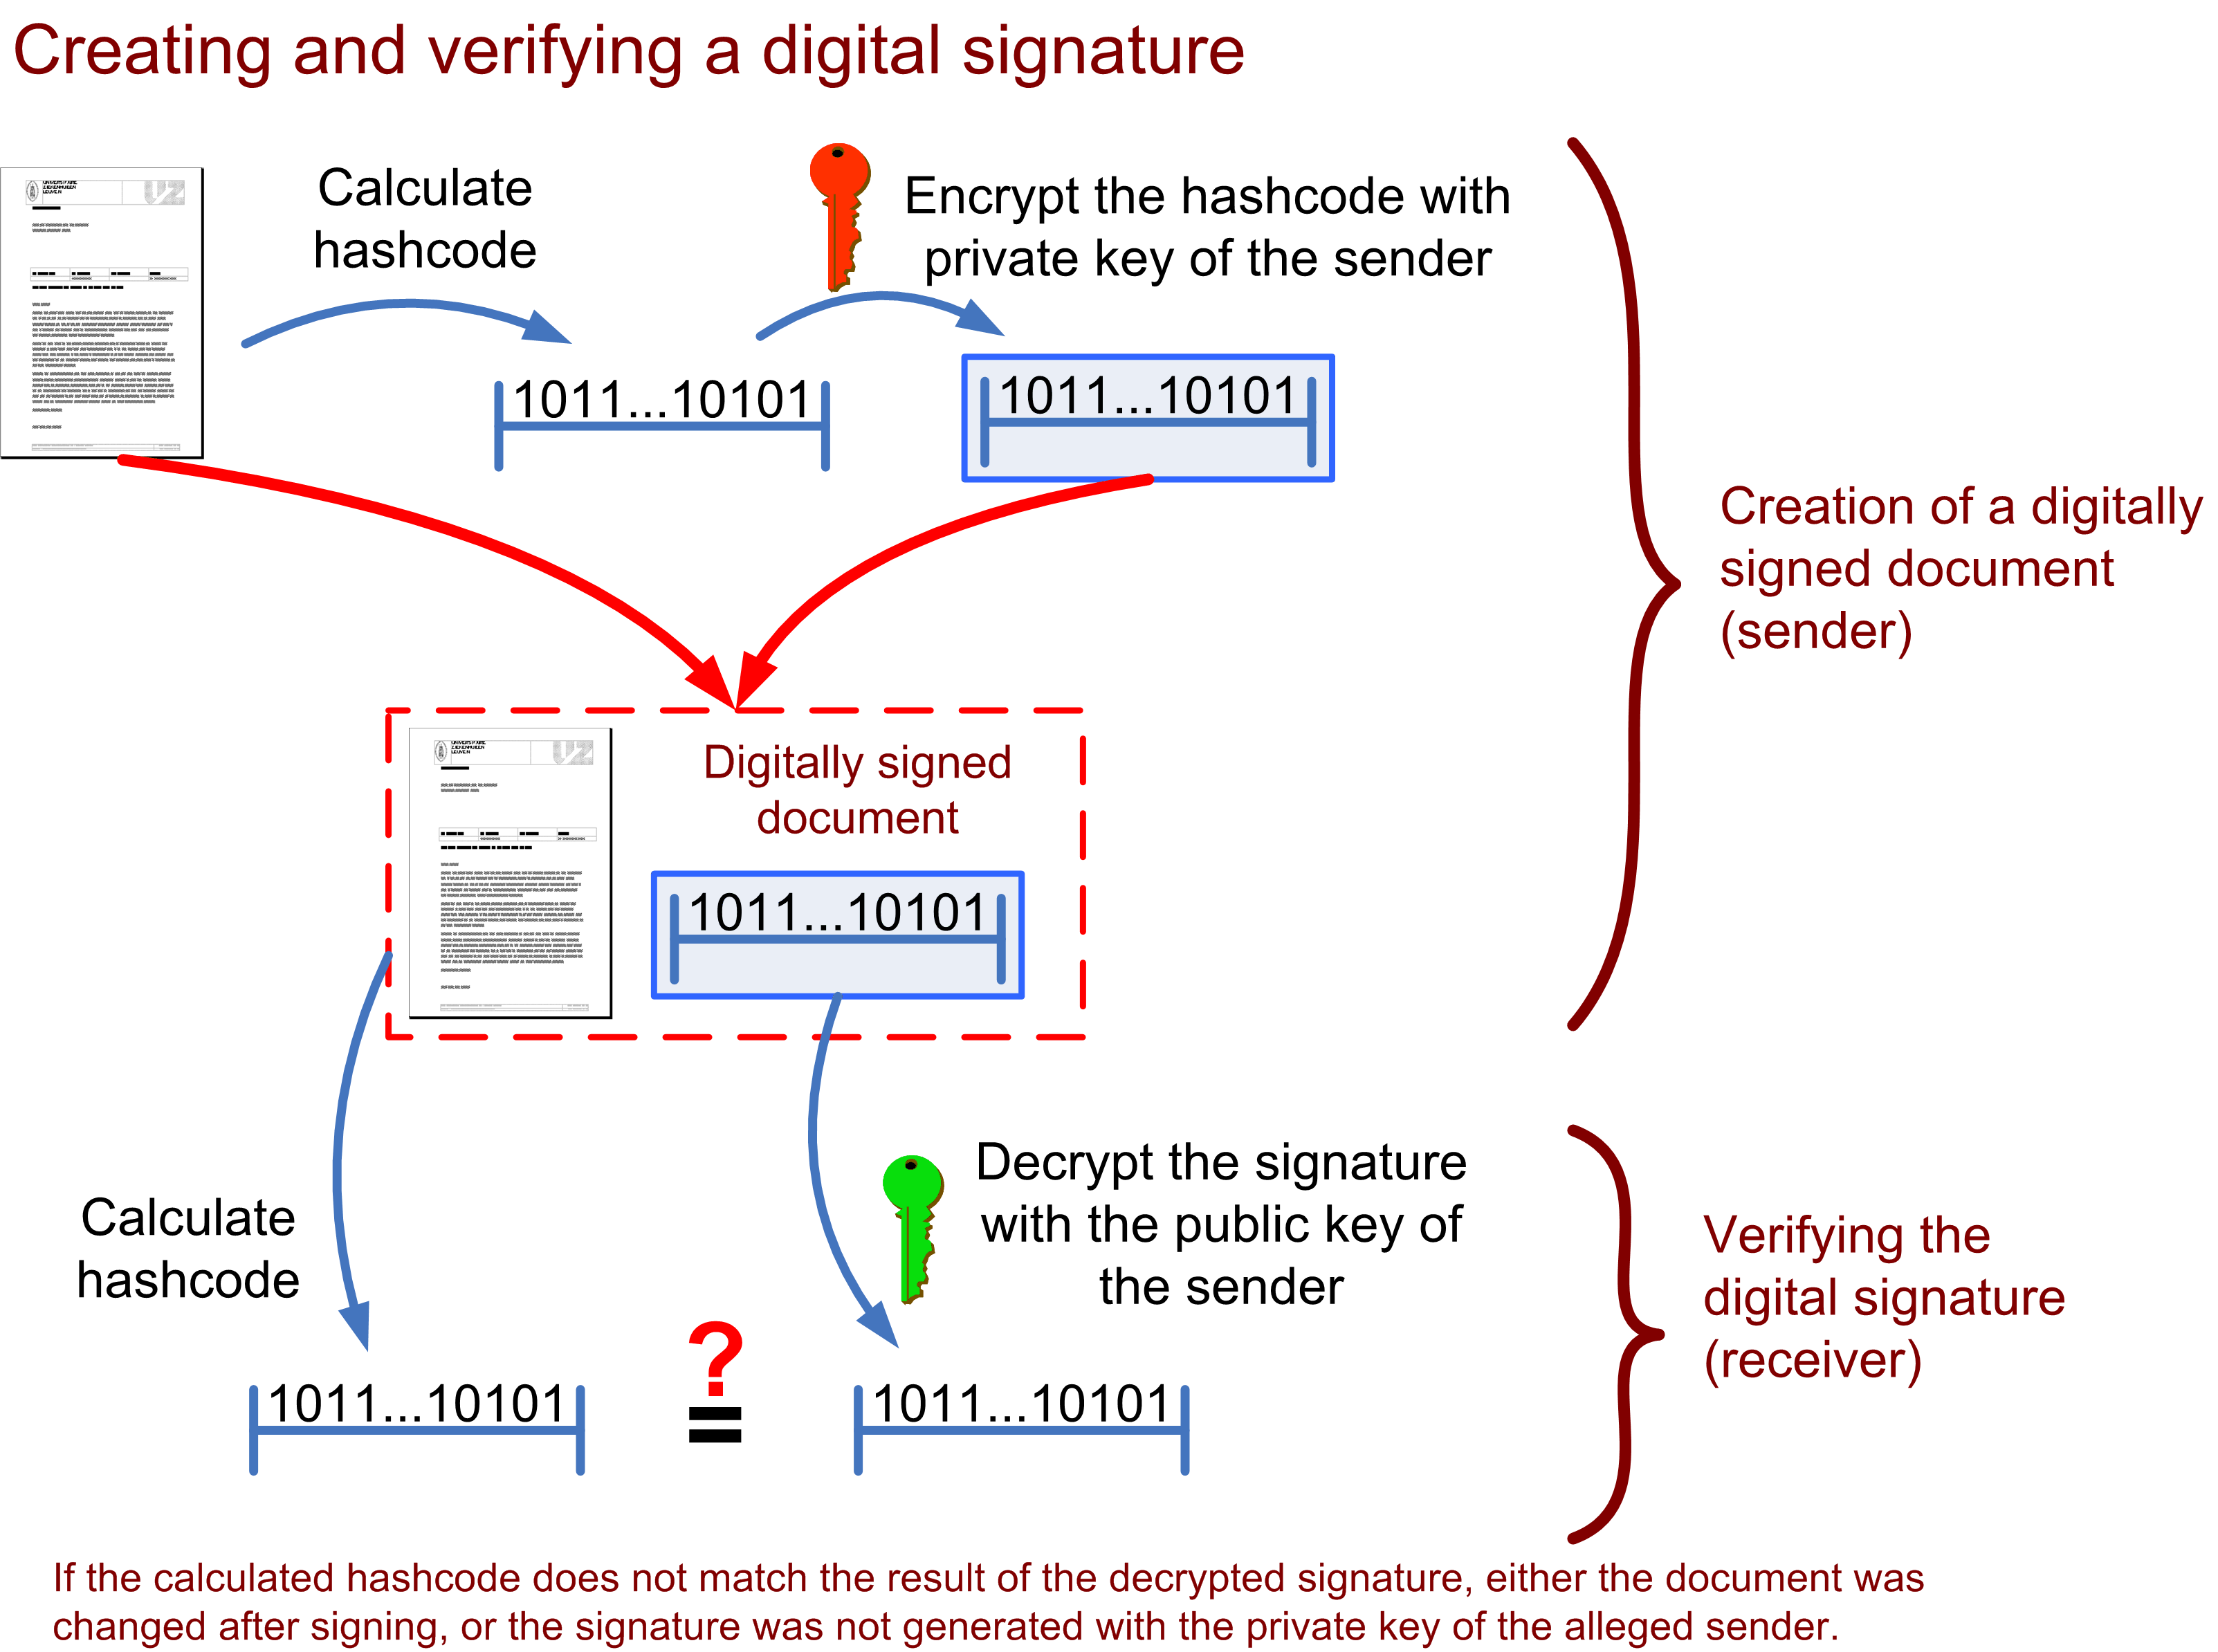 Creating and verifying a digital signature
Calculate
hashcode
Encrypt the hashcode with
private key of the sender
1011...10101
1011...10101
Creation of a digitally
signed document
(sender)
Digitally signed
document
1011...10101
Calculate
hashcode
Decrypt the signature
with the public key of
the sender
Verifying the
digital signature
(receiver)
1011...10101
?
=
1011...10101
If the calculated hashcode does not match the result of the decrypted signature, either the document was
changed after signing, or the signature was not generated with the private key of the alleged sender.